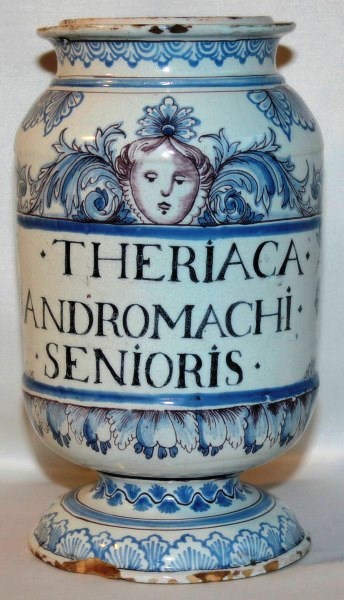 · THERiACA ·
ANDROMACHi ·
· SENiORiS ·